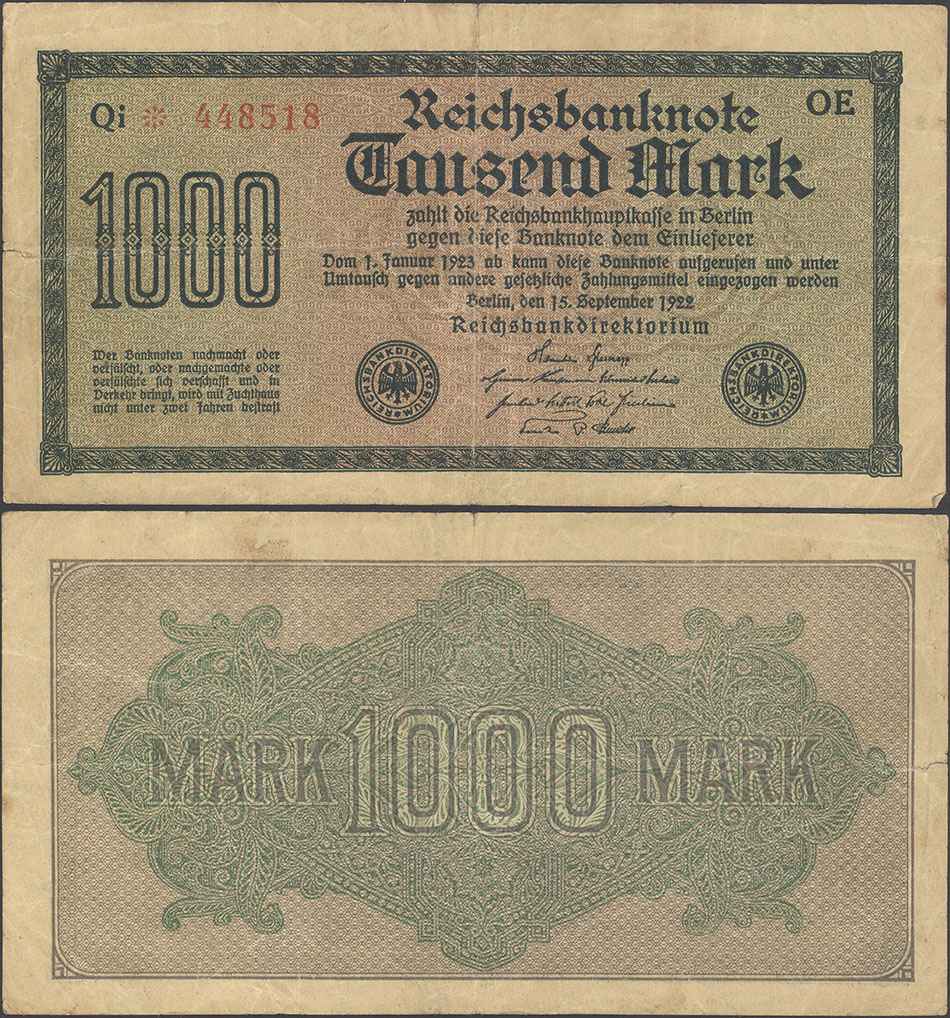 Qi * 448518
OE
Reichsbanknote
Tausend Mark
zahlt die Reichsbankhauptkasse in Berlin
gegen diese Banknote dem Einlieferer
Vom 1. Januar 1923 ab kann diese Banknote aufgerufen und unter
Umtausch gegen andere gesetzliche Zahlungsmittel eingezogen werden
Berlin, den 15. September 1922
Reichsbankdirektorium
1000
Wer Banknoten nachmacht oder
verfälscht, oder nachgemachte oder
verfälschte sich verschafft und in
Verkehr bringt, wird mit Zuchthaus
nicht unter zwei Jahren bestraft
REICHSBANKDIREKTORIUM
REICHSBANKDIREKTORIUM
MARK 1000 MARK